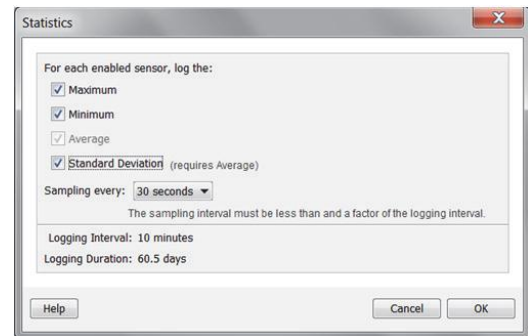 Statistics
For each enabled sensor, log the:
Maximum
Minimum
Average
Standard Deviation (requires Average)
Sampling every: 30 seconds
The sampling interval must be less than and a factor of the logging interval.
Logging Interval: 10 minutes
Logging Duration: 60.5 days
Help Cancel OK